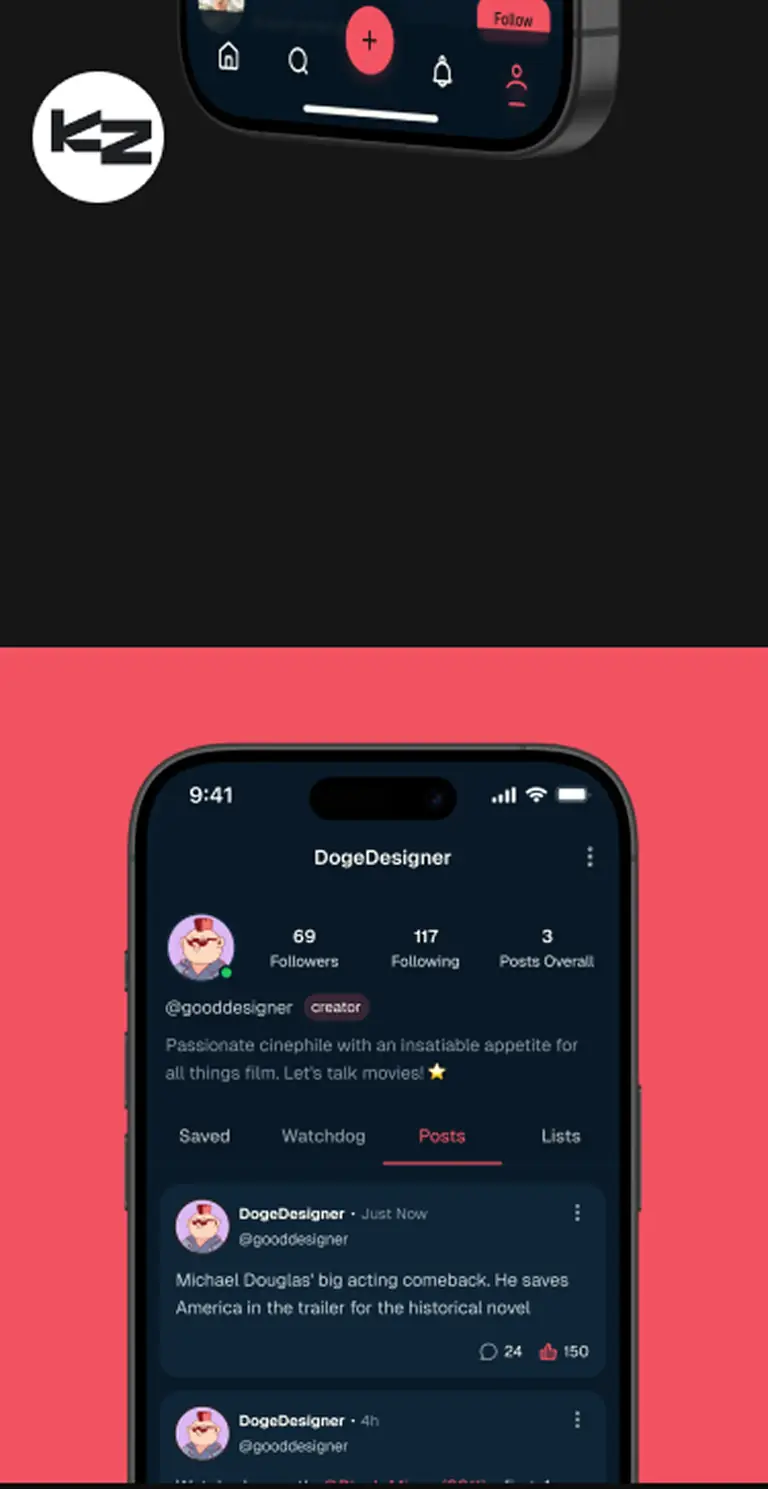 Follow
KZ
9:41
DogeDesigner
69 117 3
Followers Following Posts Overall
@gooddesigner creator
Passionate cinephile with an insatiable appetite for
all things film. Let's talk movies! ⭐
Saved Watchdog Posts Lists
DogeDesigner · Just Now
@gooddesigner
Michael Douglas' big acting comeback. He saves
America in the trailer for the historical novel
24 150
DogeDesigner · 4h
@gooddesigner